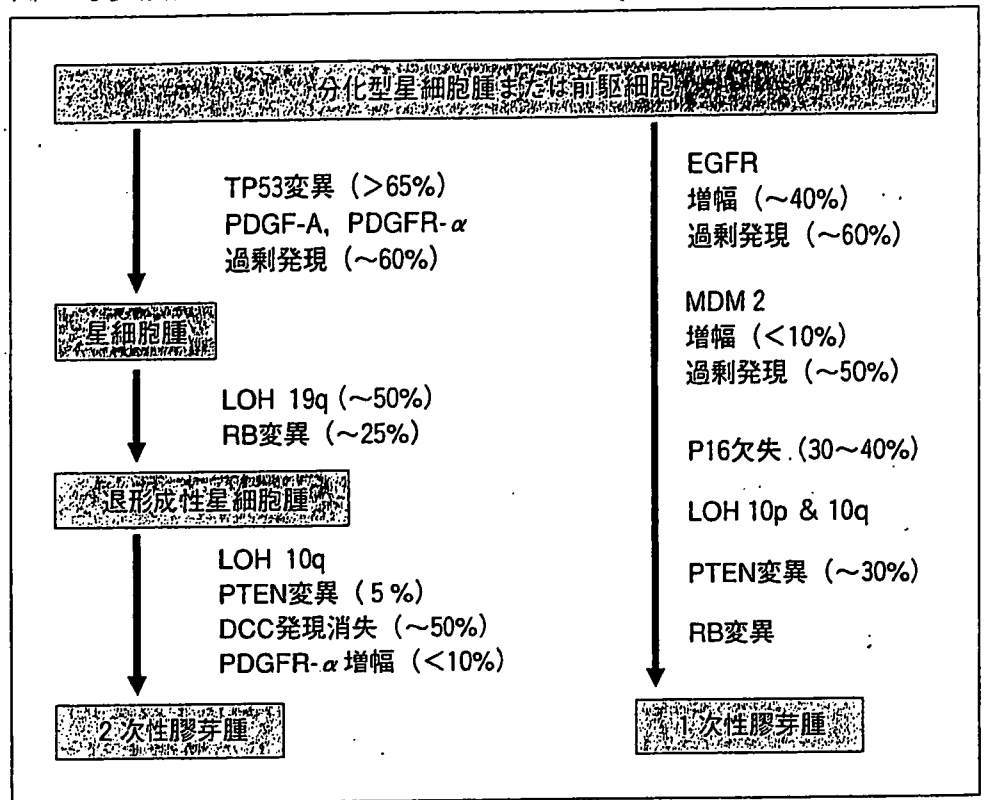 分化型星細胞腫または前駆細胞
TP53変異（>65%）
PDGF-A, PDGFR-α
過剰発現（～60%）
星細胞腫
LOH 19q（～50%）
RB変異（～25%）
退形成性星細胞腫
LOH 10q
PTEN変異（5%）
DCC発現消失（～50%）
PDGFR-α増幅（<10%）
2次性膠芽腫
EGFR
増幅（～40%）
過剰発現（～60%）
MDM 2
増幅（<10%）
過剰発現（～50%）
P16欠失（30～40%）
LOH 10p & 10q
PTEN変異（～30%）
RB変異
1次性膠芽腫